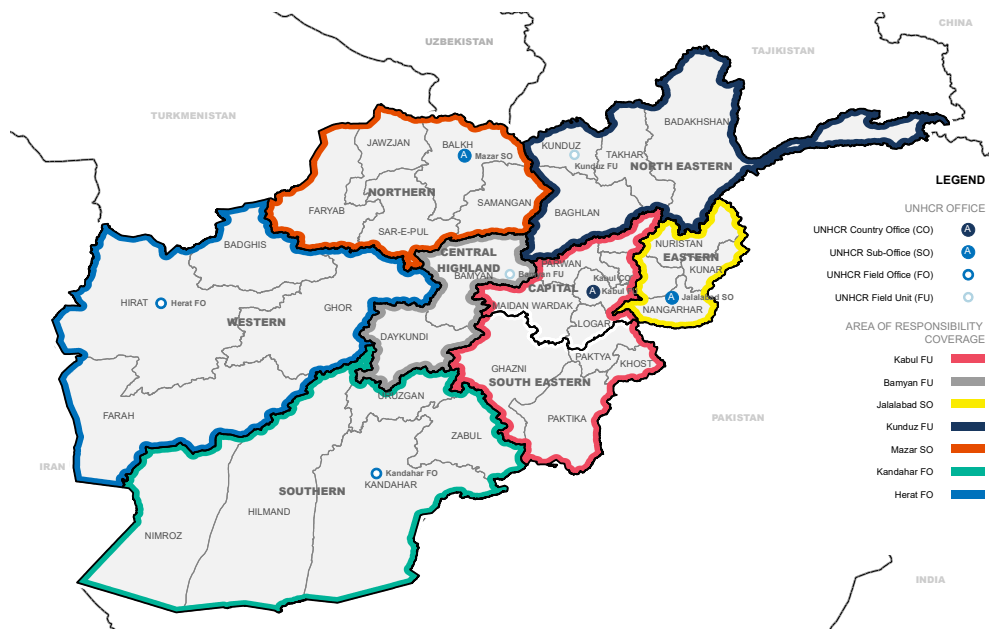 CHINA
UZBEKISTAN
TAJIKISTAN
TURKMENISTAN
BADAKHSHAN
JAWZJAN
BALKH
Mazar SO
KUNDUZ
TAKHAR
Kunduz FU
NORTH EASTERN
NORTHERN
SAMANGAN
FARYAB
BAGHLAN
SAR-E-PUL
BADGHIS
NURISTAN
EASTERN
KUNAR
CENTRAL
HIGHLAND
BAMYAN
Bamyan FU
PARWAN
Kabul CO
CAPITAL
Kabul
Jalalabad SO
NANGARHAR
HIRAT
Herat FO
GHOR
WESTERN
MAIDAN WARDAK
LOGAR
DAYKUNDI
PAKTYA
KHOST
GHAZNI
SOUTH EASTERN
FARAH
URUZGAN
PAKTIKA
PAKISTAN
ZABUL
IRAN
Kandahar FO
KANDAHAR
SOUTHERN
HILMAND
NIMROZ
INDIA
LEGEND
UNHCR OFFICE
UNHCR Country Office (CO) A
UNHCR Sub-Office (SO) A
UNHCR Field Office (FO)
UNHCR Field Unit (FU)
AREA OF RESPONSIBILITY
COVERAGE
Kabul FU
Bamyan FU
Jalalabad SO
Kunduz FU
Mazar SO
Kandahar FO
Herat FO